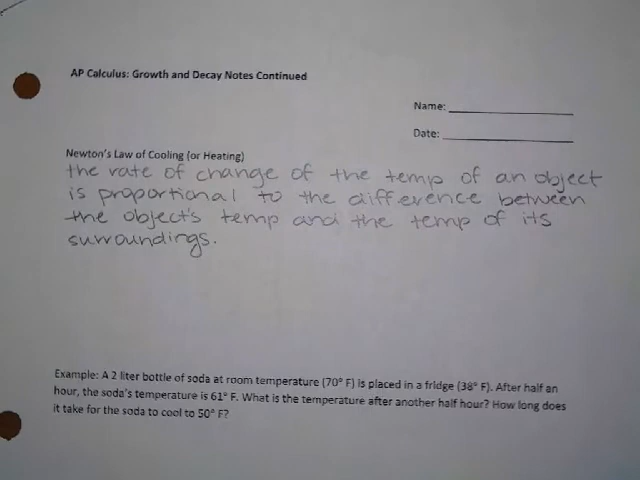 AP Calculus: Growth and Decay Notes Continued
Name:
Date:
Newton's Law of Cooling (or Heating)
the rate of change of the temp of an object
is proportional to the difference between
the object's temp and the temp of its
surroundings.
Example: A 2 liter bottle of soda at room temperature (70° F) is placed in a fridge (38° F). After half an
hour, the soda's temperature is 61° F. What is the temperature after another half hour? How long does
it take for the soda to cool to 50° F?